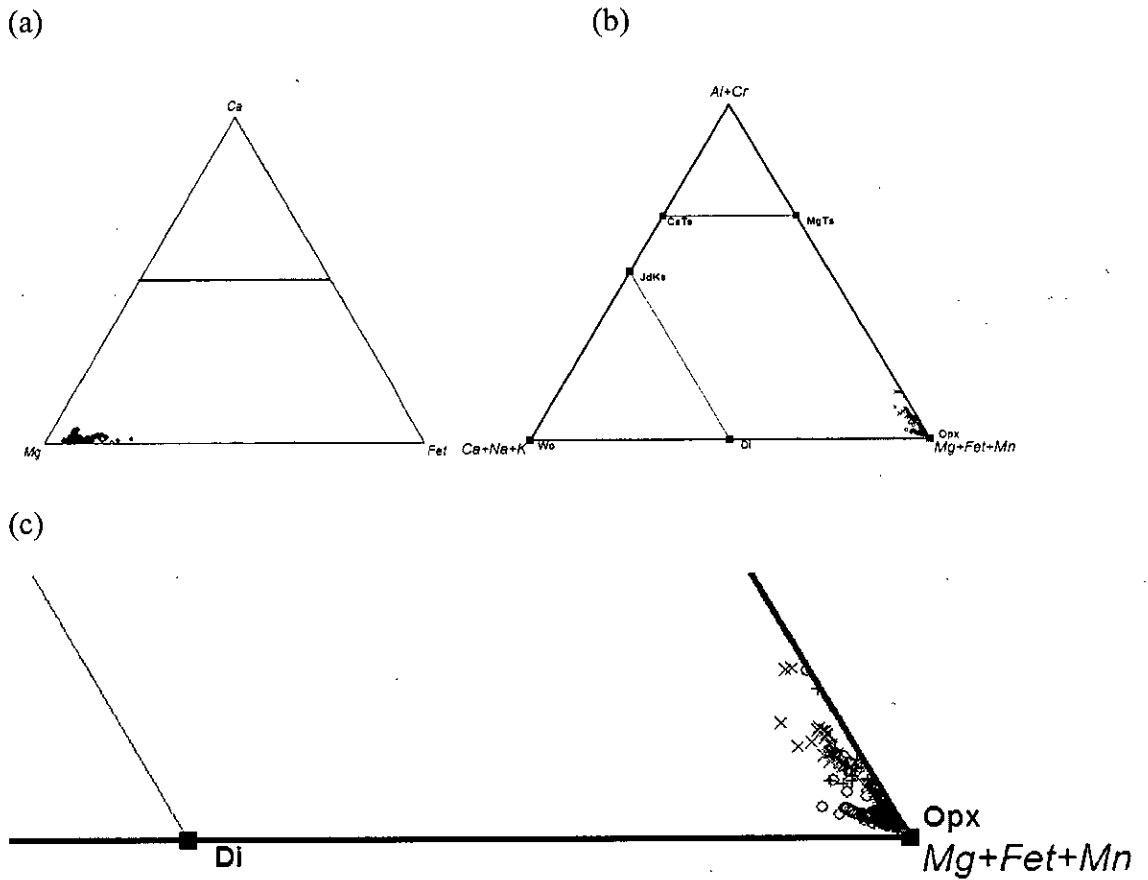 (a)
(b)
Ca
Mg
Fet
Al+Cr
CaTs
MgTs
JdKs
Ca+Na+K
Wo
Di
Opx
Mg+Fet+Mn
(c)
Di
Opx
Mg+Fet+Mn